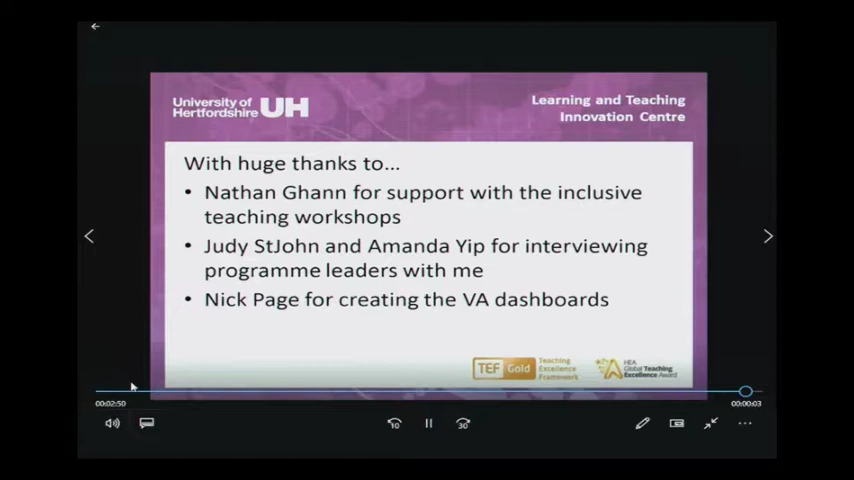 University of
Hertfordshire UH
Learning and Teaching
Innovation Centre
With huge thanks to...
• Nathan Ghann for support with the inclusive
teaching workshops
• Judy StJohn and Amanda Yip for interviewing
programme leaders with me
• Nick Page for creating the VA dashboards
TEF Gold
Teaching
Excellence
Framework
HEA
Global Teaching
Excellence Award
00:02:50
00:00:03
10
30